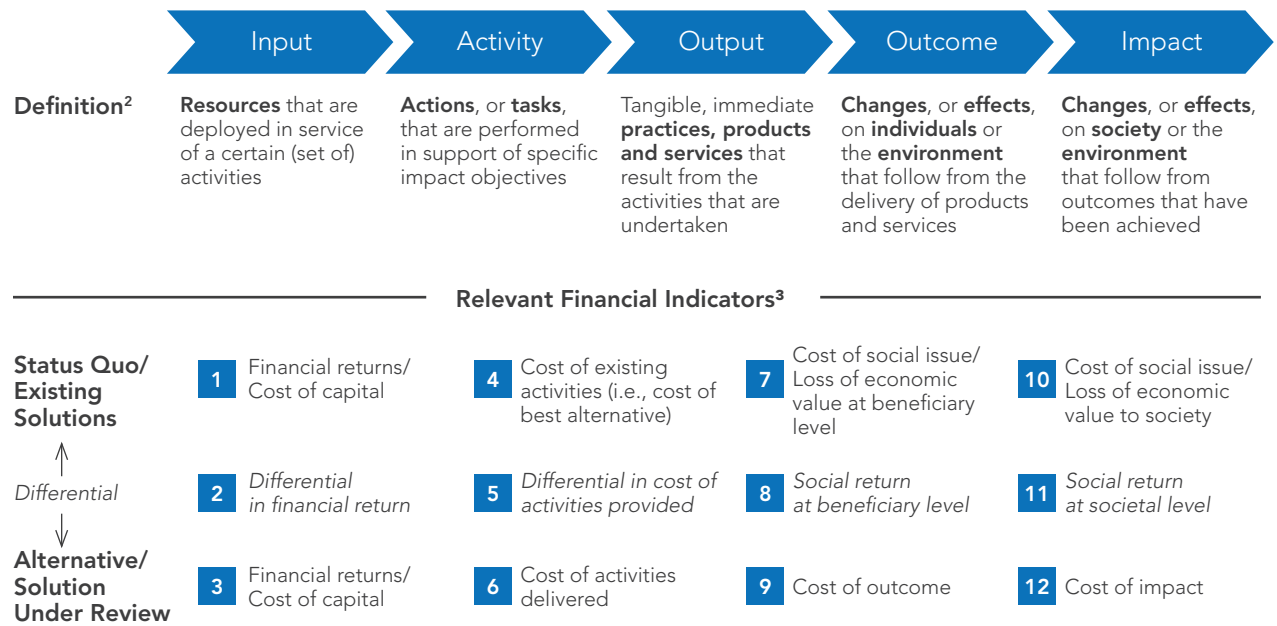 Input
Activity
Output
Outcome
Impact
Definition²
Resources that are
deployed in service
of a certain (set of)
activities
Actions, or tasks,
that are performed
in support of specific
impact objectives
Tangible, immediate
practices, products
and services that
result from the
activities that are
undertaken
Changes, or effects,
on individuals or
the environment
that follow from the
delivery of products
and services
Changes, or effects,
on society or the
environment
that follow from
outcomes that have
been achieved
Relevant Financial Indicators³
Status Quo/
Existing
Solutions
1
Financial returns/
Cost of capital
4
Cost of existing
activities (i.e., cost of
best alternative)
7
Cost of social issue/
Loss of economic
value at beneficiary
level
10
Cost of social issue/
Loss of economic
value to society
Differential
2
Differential
in financial return
5
Differential in cost of
activities provided
8
Social return
at beneficiary level
11
Social return
at societal level
Alternative/
Solution
Under Review
3
Financial returns/
Cost of capital
6
Cost of activities
delivered
9
Cost of outcome
12
Cost of impact